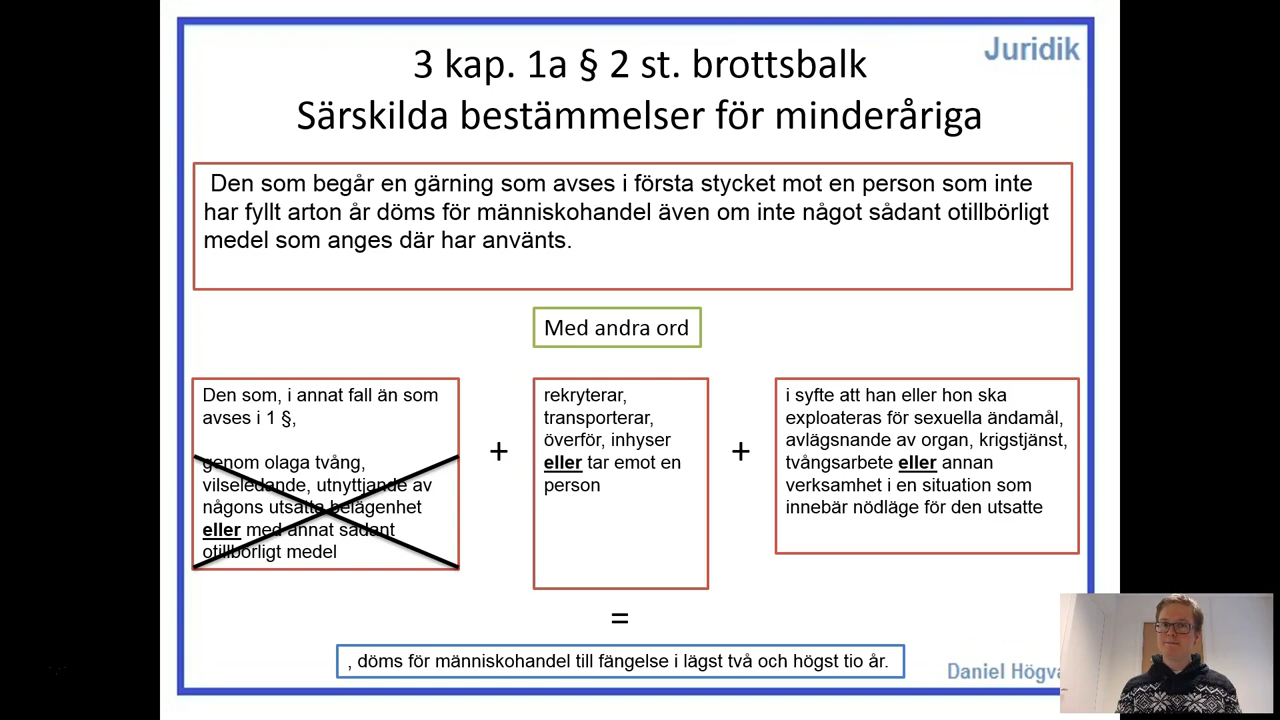 Juridik
3 kap. 1a § 2 st. brottsbalk
Särskilda bestämmelser för minderåriga
Den som begår en gärning som avses i första stycket mot en person som inte
har fyllt arton år döms för människohandel även om inte något sådant otillbörligt
medel som anges där har använts.
Med andra ord
Den som, i annat fall än som
avses i 1 §,
genom olaga tvång,
vilseledande, utnyttjande av
någons utsatta belägenhet
eller med annat sådant
otillbörligt medel
+
rekryterar,
transporterar,
överför, inhyser
eller tar emot en
person
+
i syfte att han eller hon ska
exploateras för sexuella ändamål,
avlägsnande av organ, krigstjänst,
tvångsarbete eller annan
verksamhet i en situation som
innebär nödläge för den utsatte
=
, döms för människohandel till fängelse i lägst två och högst tio år.
Daniel